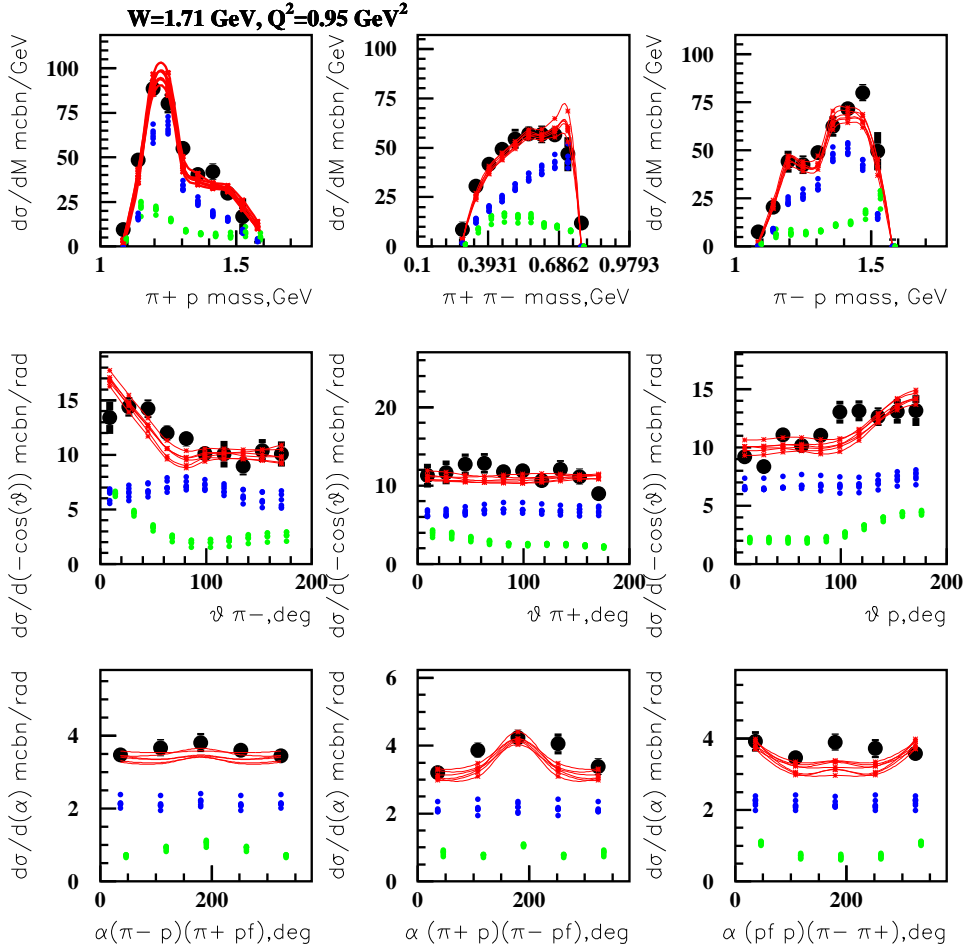 W=1.71 GeV, Q²=0.95 GeV²
dσ/dM mcbn/GeV
100
75
50
25
0
1
1.5
π+ p mass,GeV
dσ/dM mcbn/GeV
100
75
50
25
0
0.1
0.3931
0.6862
0.9793
π+ π− mass,GeV
dσ/dM mcbn/GeV
100
75
50
25
0
1
1.5
π− p mass, GeV
dσ/d(−cos(ϑ)) mcbn/rad
15
10
5
0
0
100
200
ϑ π−,deg
dσ/d(−cos(ϑ)) mcbn/rad
20
10
0
0
100
200
ϑ π+,deg
dσ/d(−cos(ϑ)) mcbn/rad
15
10
5
0
0
100
200
ϑ p,deg
dσ/d(α) mcbn/rad
4
2
0
200
α(π− p)(π+ pf),deg
dσ/d(α) mcbn/rad
6
4
2
0
200
α (π+ p)(π− pf),deg
dσ/d(α) mcbn/rad
4
2
0
200
α (pf p)(π− π+),deg